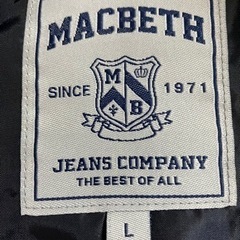 MACBETH
SINCE 1971
M
B
JEANS COMPANY
THE BEST OF ALL
L